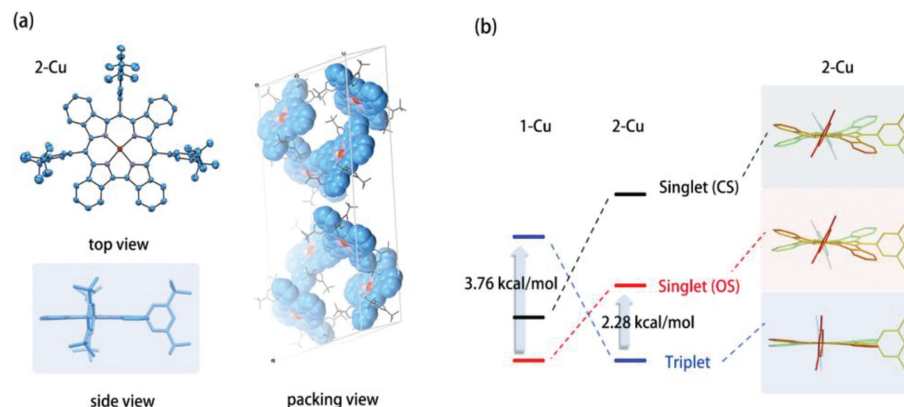 (a)
2-Cu
top view
side view
packing view
(b)
1-Cu
2-Cu
2-Cu
Singlet (CS)
3.76 kcal/mol
Singlet (OS)
2.28 kcal/mol
Triplet